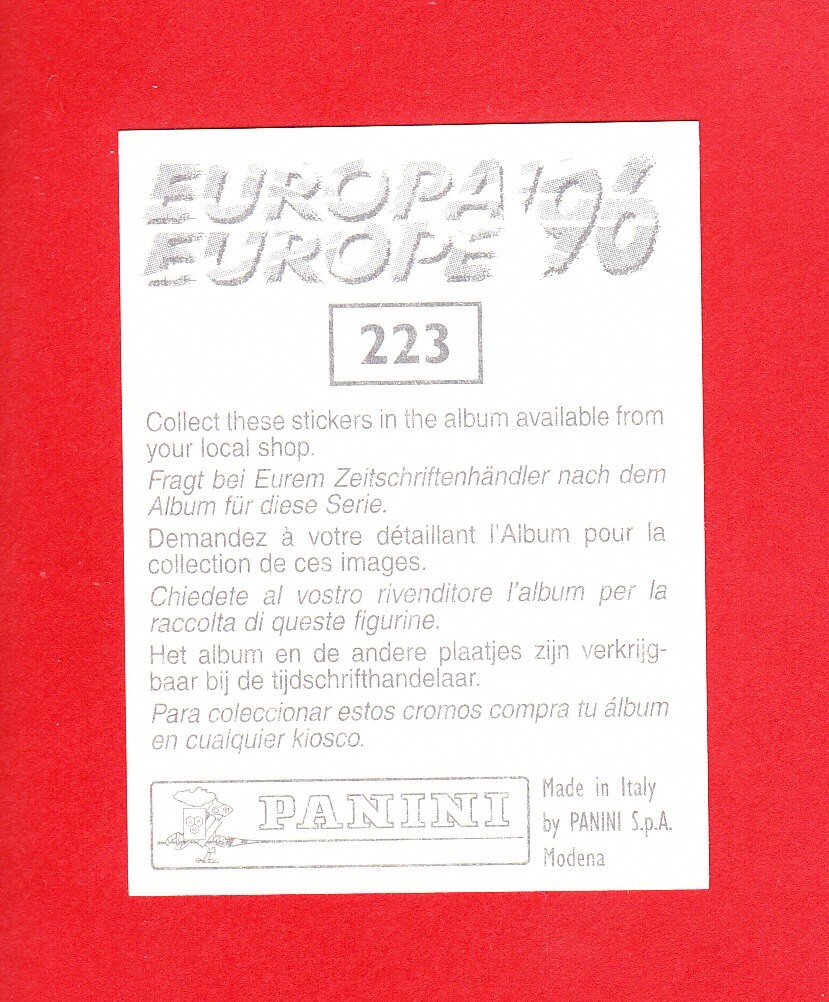 EUROPA '96
EUROPE
223
Collect these stickers in the album available from
your local shop.
Fragt bei Eurem Zeitschriftenhändler nach dem
Album für diese Serie.
Demandez à votre détaillant l'Album pour la
collection de ces images.
Chiedete al vostro rivenditore l'album per la
raccolta di queste figurine.
Het album en de andere plaatjes zijn verkrijg-
baar bij de tijdschrifthandelaar.
Para coleccionar estos cromos compra tu álbum
en cualquier kiosco.
PANINI
Made in Italy
by PANINI S.p.A.
Modena